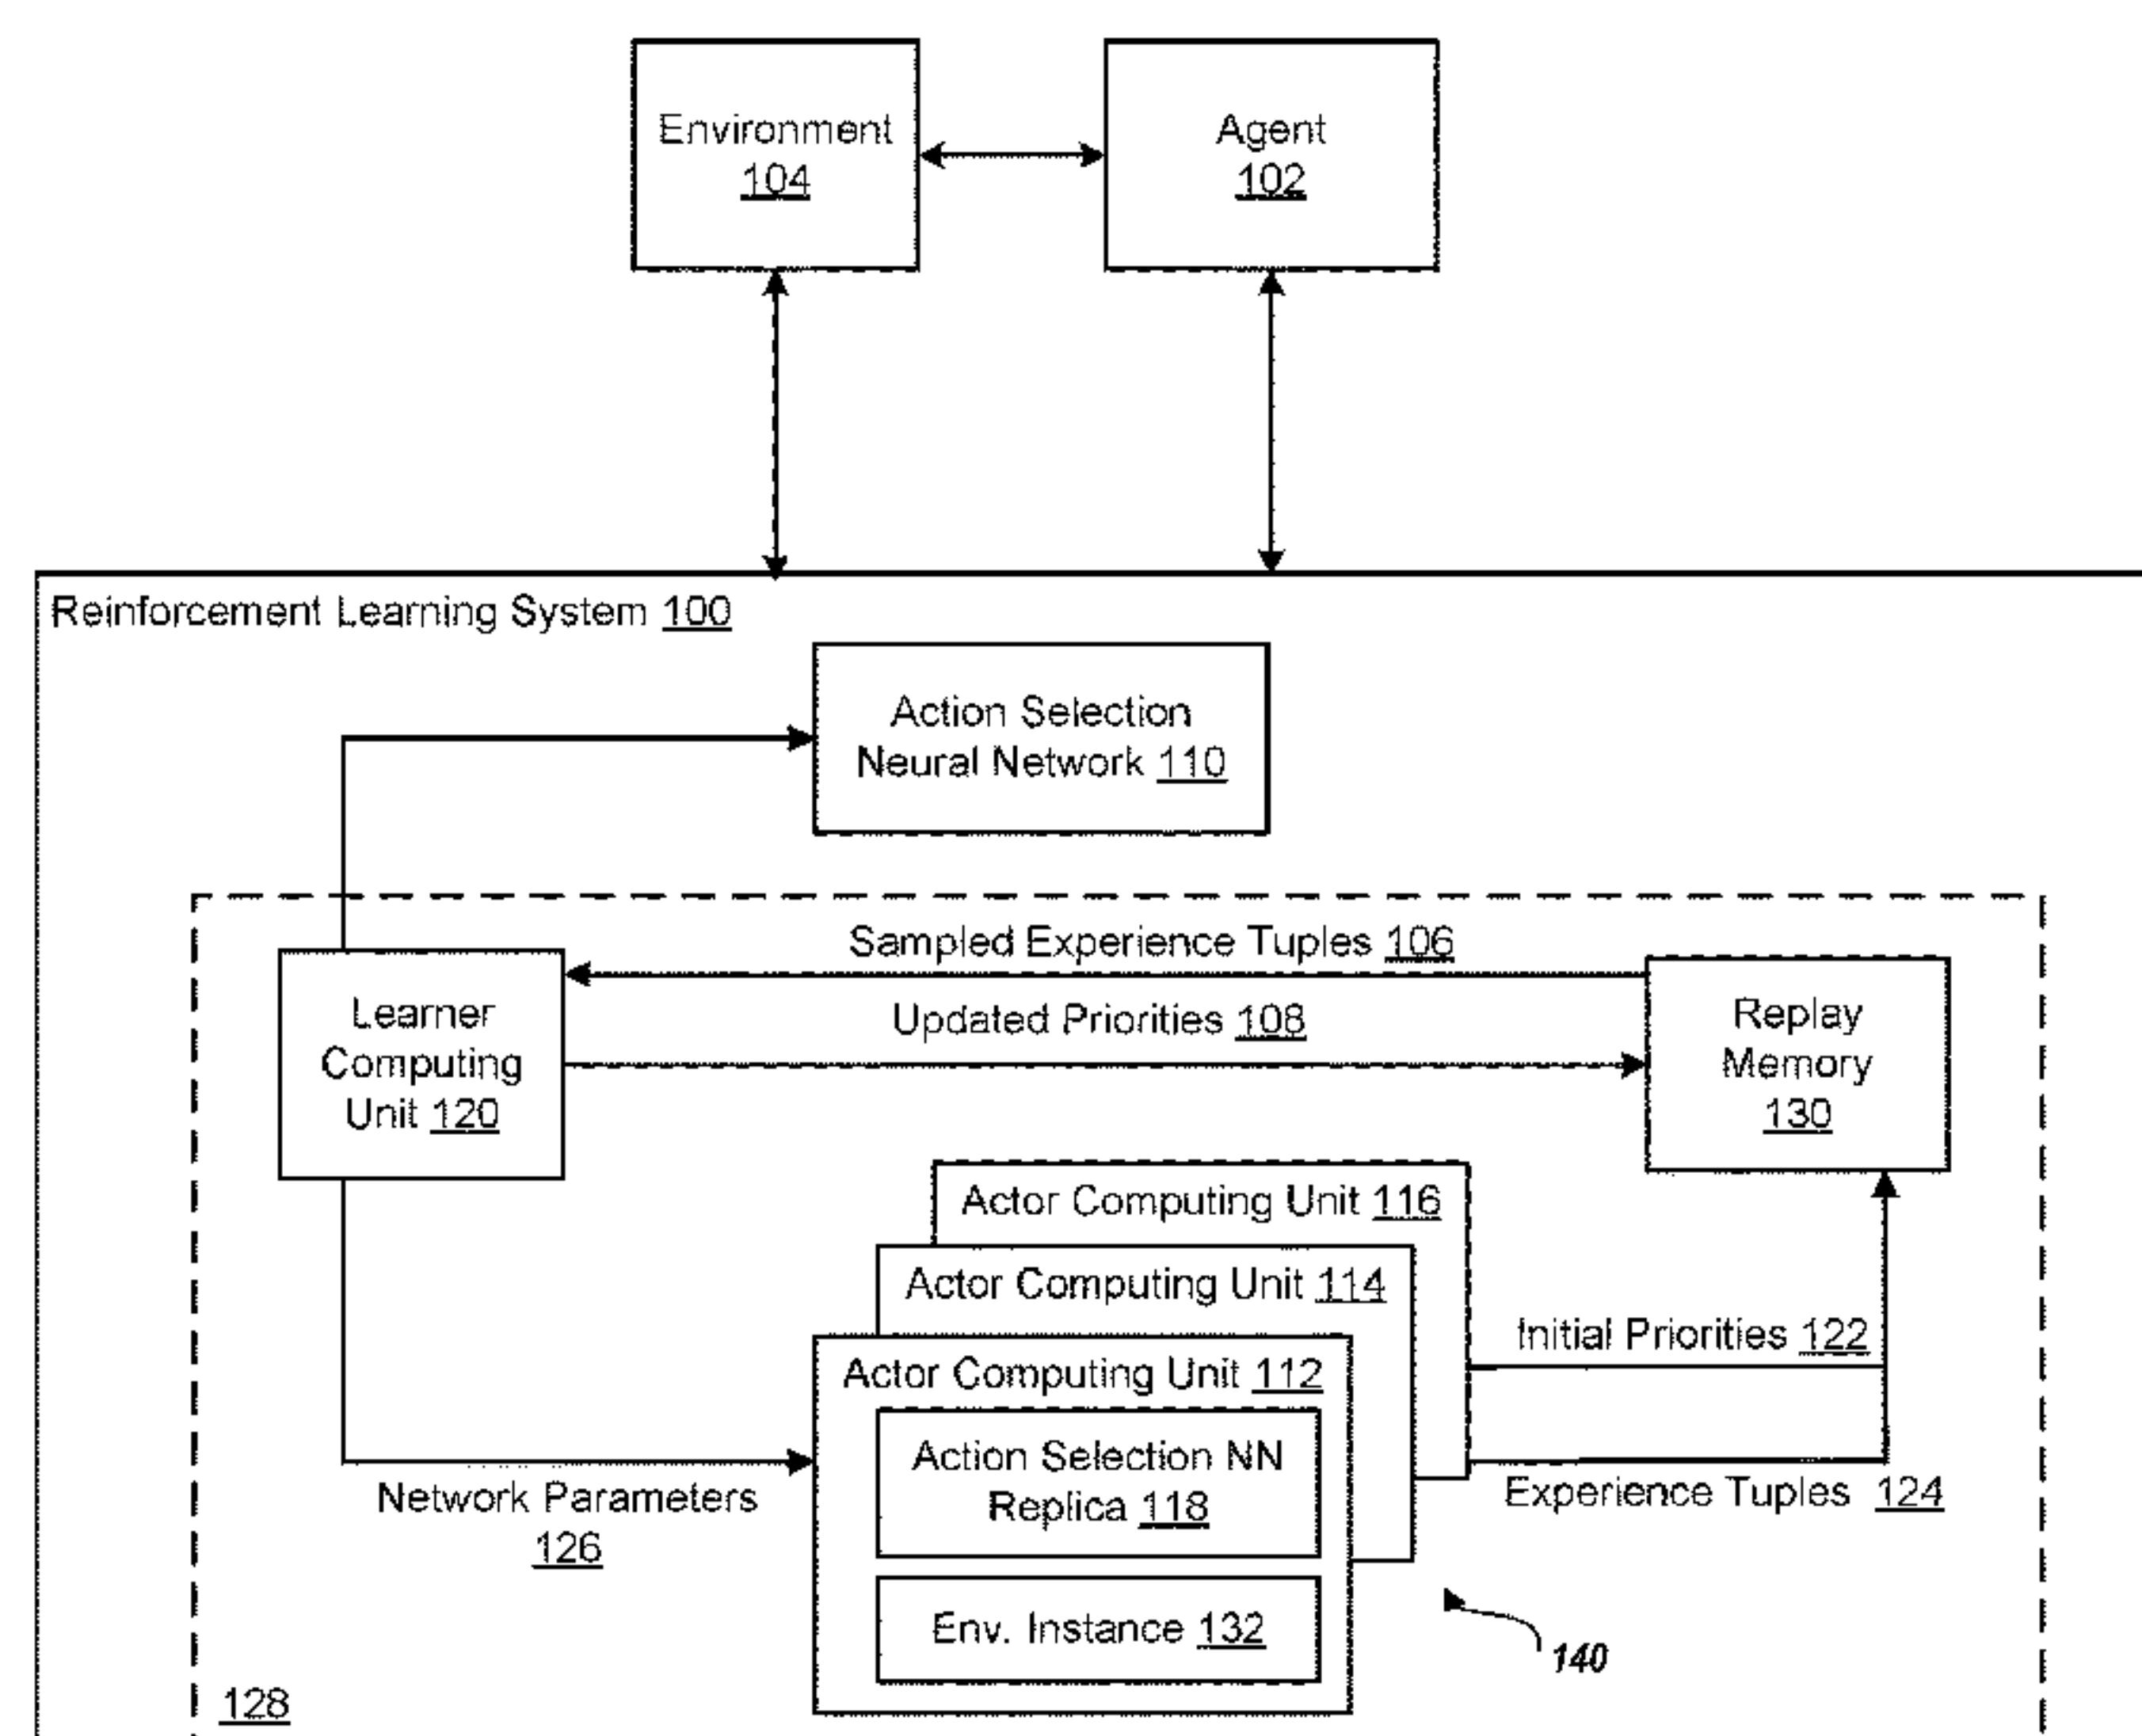 Environment
104
Agent
102
Reinforcement Learning System 100
Action Selection
Neural Network 110
Sampled Experience Tuples 106
Updated Priorities 108
Learner
Computing
Unit 120
Replay
Memory
130
Actor Computing Unit 116
Actor Computing Unit 114
Actor Computing Unit 112
Action Selection NN
Replica 118
Env. Instance 132
Initial Priorities 122
Experience Tuples 124
Network Parameters
126
140
128